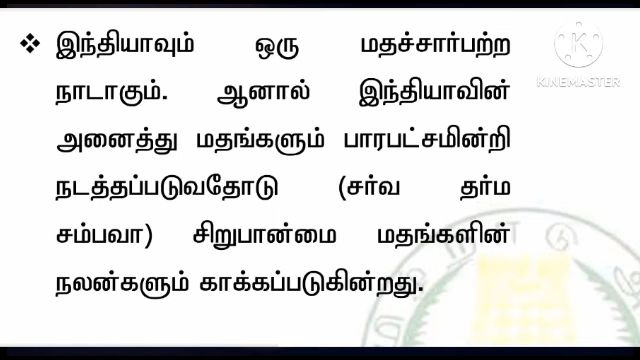 ❖ இந்தியாவும் ஒரு மதச்சார்பற்ற
நாடாகும். ஆனால் இந்தியாவின்
அனைத்து மதங்களும் பாரபட்சமின்றி
நடத்தப்படுவதோடு (சர்வ தர்ம
சம்பவா) சிறுபான்மை மதங்களின்
நலன்களும் காக்கப்படுகின்றது.
KINEMASTER